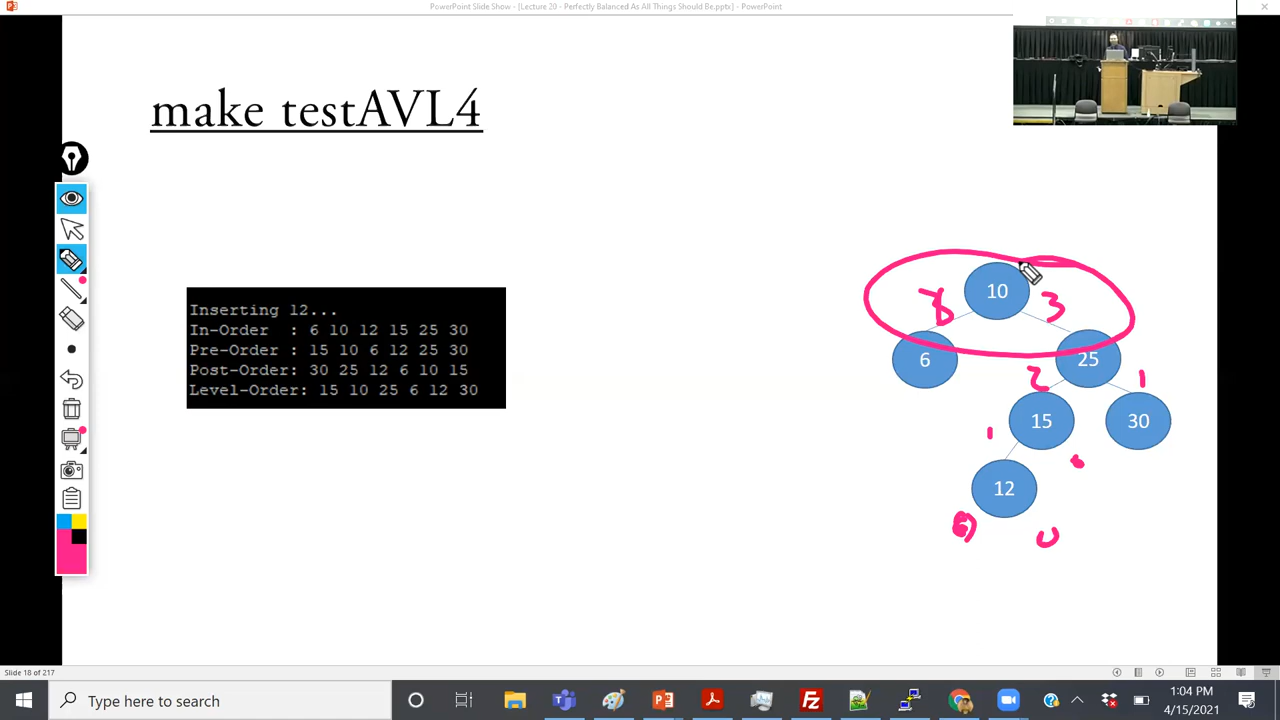 PowerPoint Slide Show - [Lecture 20 - Perfectly Balanced As All Things Should Be.pptx] - PowerPoint
make testAVL4
Inserting 12...
In-Order : 6 10 12 15 25 30
Pre-Order : 15 10 6 12 25 30
Post-Order: 30 25 12 6 10 15
Level-Order: 15 10 25 6 12 30
10
3
6
25
2
1
15
30
1
12
0
Slide 18 of 217
Type here to search
1:04 PM
4/15/2021